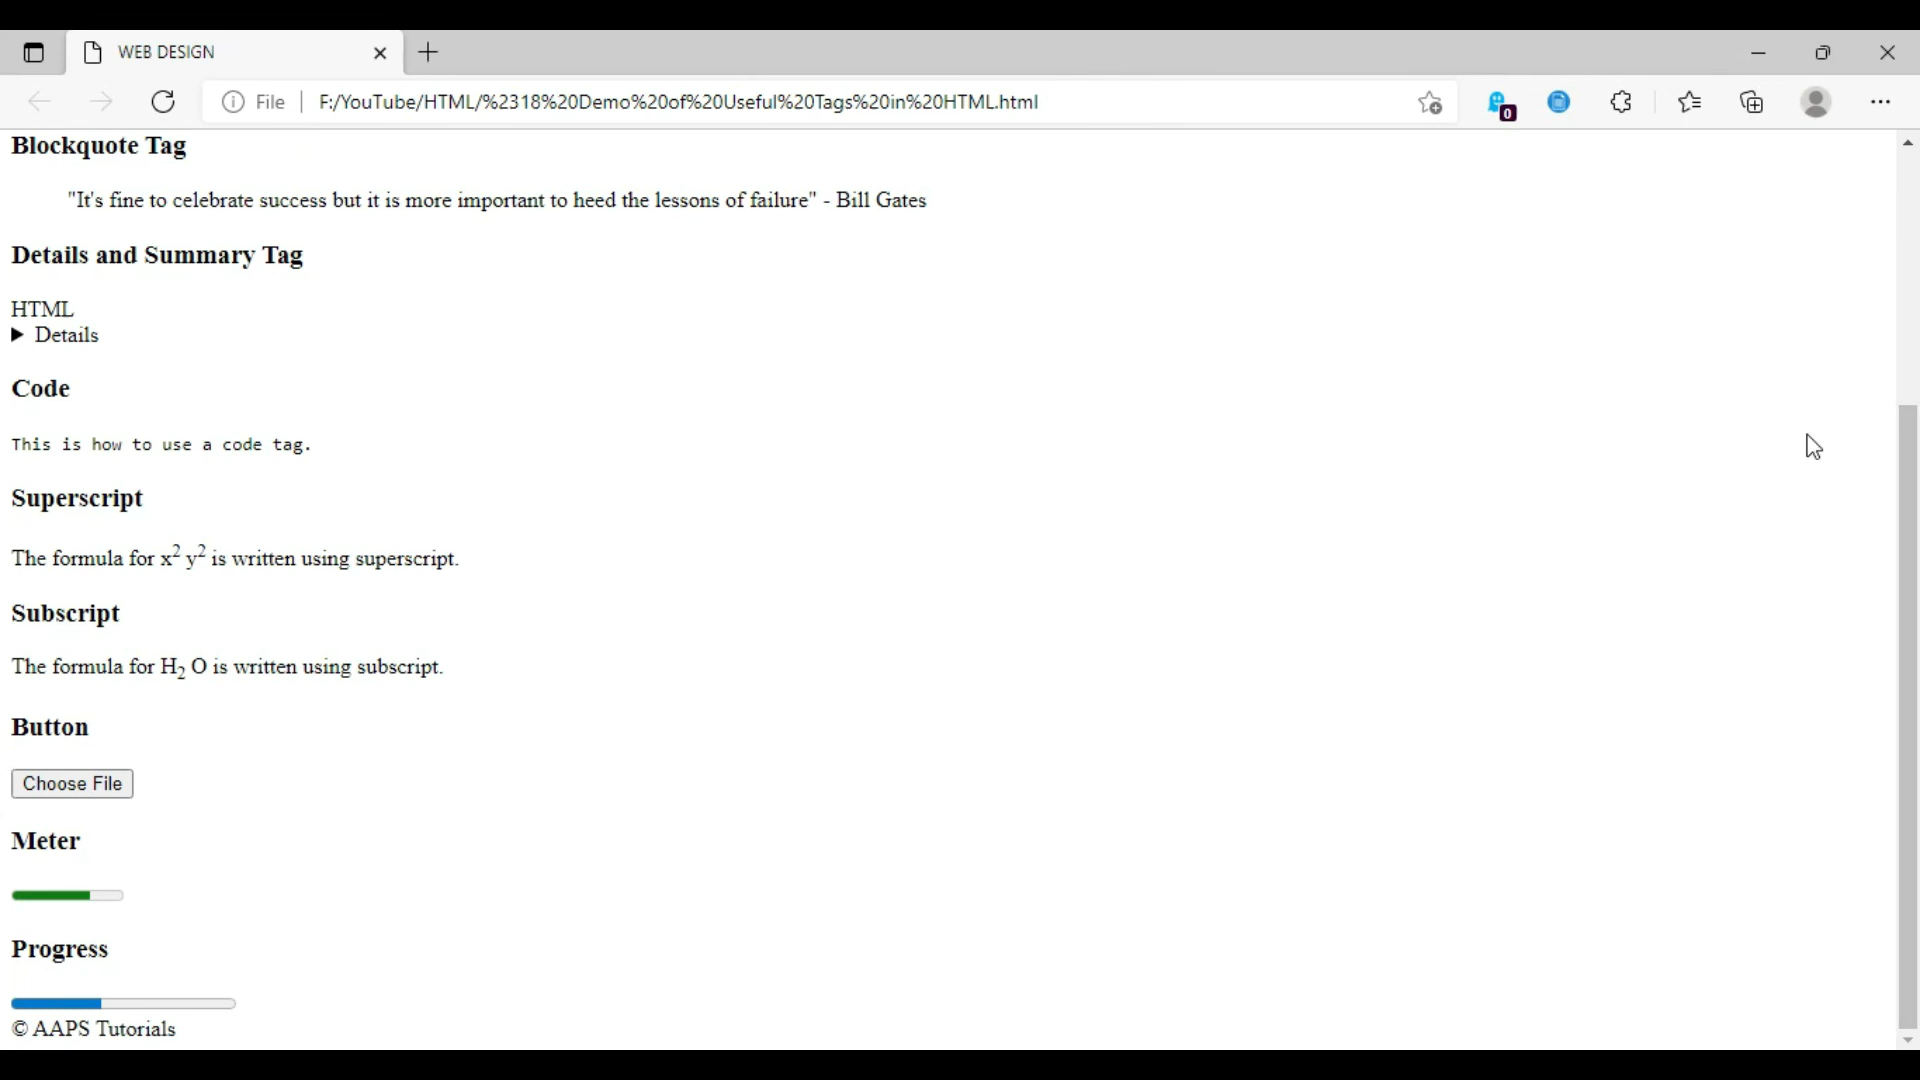 WEB DESIGN
File F:/YouTube/HTML/%2318%20Demo%20of%20Useful%20Tags%20in%20HTML.html
0
Blockquote Tag
"It's fine to celebrate success but it is more important to heed the lessons of failure" - Bill Gates
Details and Summary Tag
HTML
▶ Details
Code
This is how to use a code tag.
Superscript
The formula for x² y² is written using superscript.
Subscript
The formula for H₂ O is written using subscript.
Button
Choose File
Meter
Progress
© AAPS Tutorials